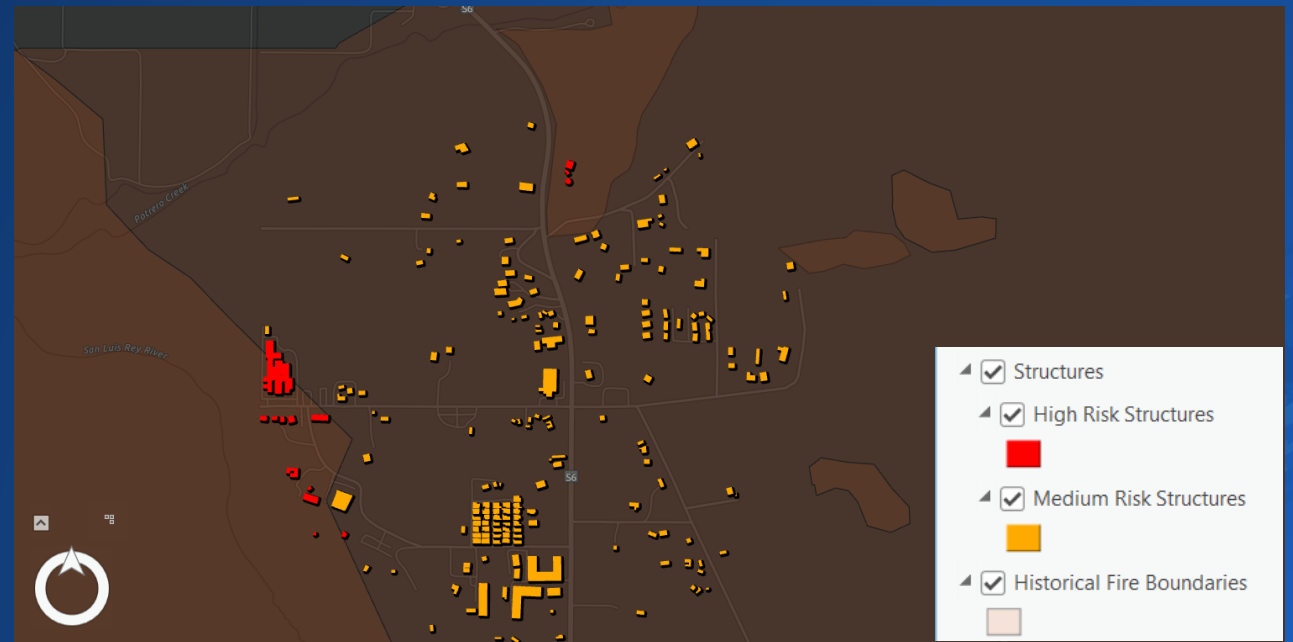 S6
Potrero Creek
San Luis Rey River
S6
Structures
High Risk Structures
Medium Risk Structures
Historical Fire Boundaries